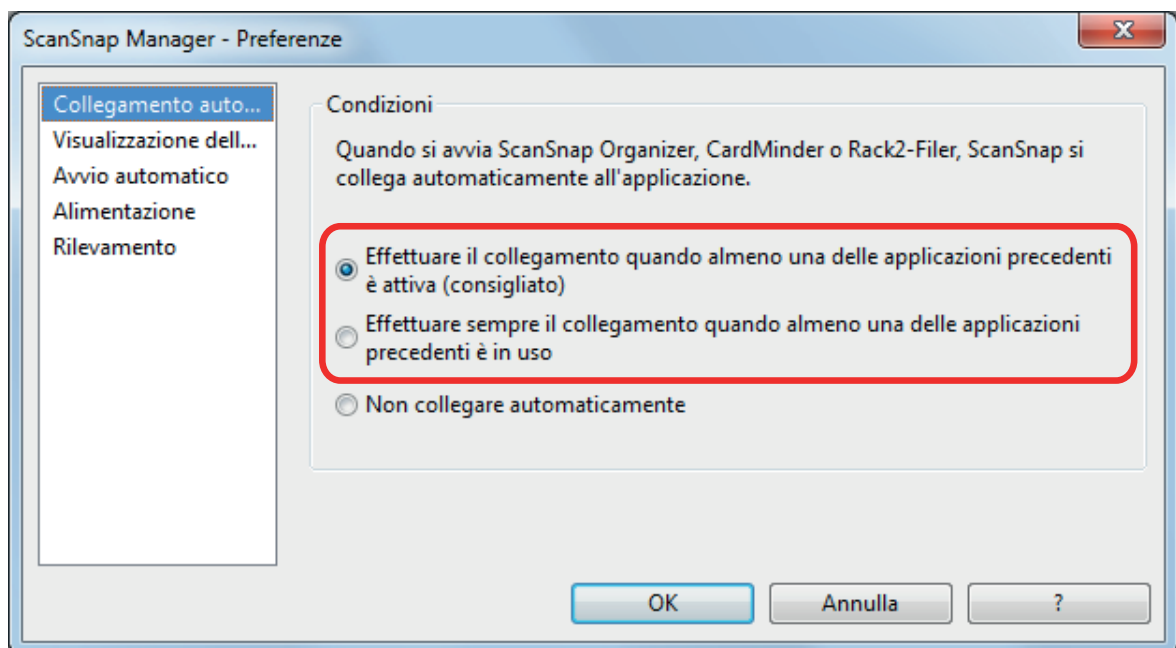 ScanSnap Manager - Preferenze
Collegamento auto...
Visualizzazione dell...
Avvio automatico
Alimentazione
Rilevamento
Condizioni
Quando si avvia ScanSnap Organizer, CardMinder o Rack2-Filer, ScanSnap si
collega automaticamente all'applicazione.
Effettuare il collegamento quando almeno una delle applicazioni precedenti
è attiva (consigliato)
Effettuare sempre il collegamento quando almeno una delle applicazioni
precedenti è in uso
Non collegare automaticamente
OK
Annulla
?